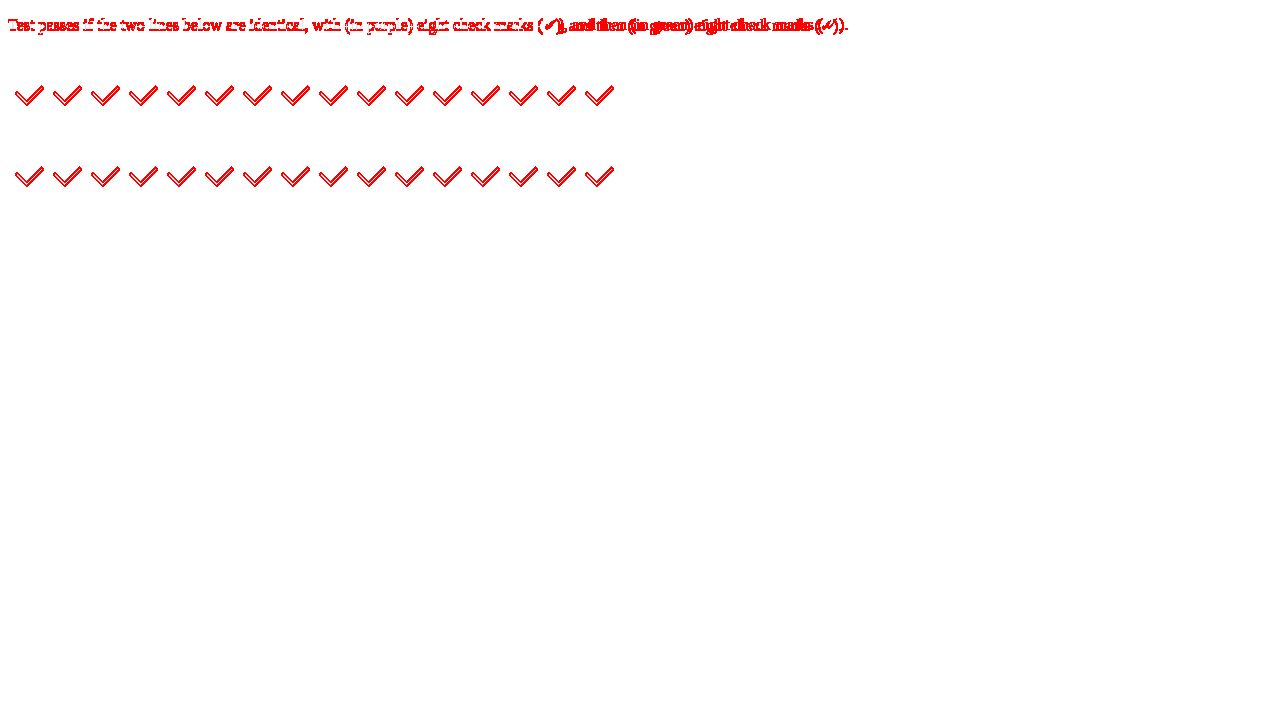 Test passes if the two lines below are identical, with (in purple) eight check marks (✔), and then (in green) eight check marks (✔).
✓ ✓ ✓ ✓ ✓ ✓ ✓ ✓ ✓ ✓ ✓ ✓ ✓ ✓ ✓ ✓
✓ ✓ ✓ ✓ ✓ ✓ ✓ ✓ ✓ ✓ ✓ ✓ ✓ ✓ ✓ ✓